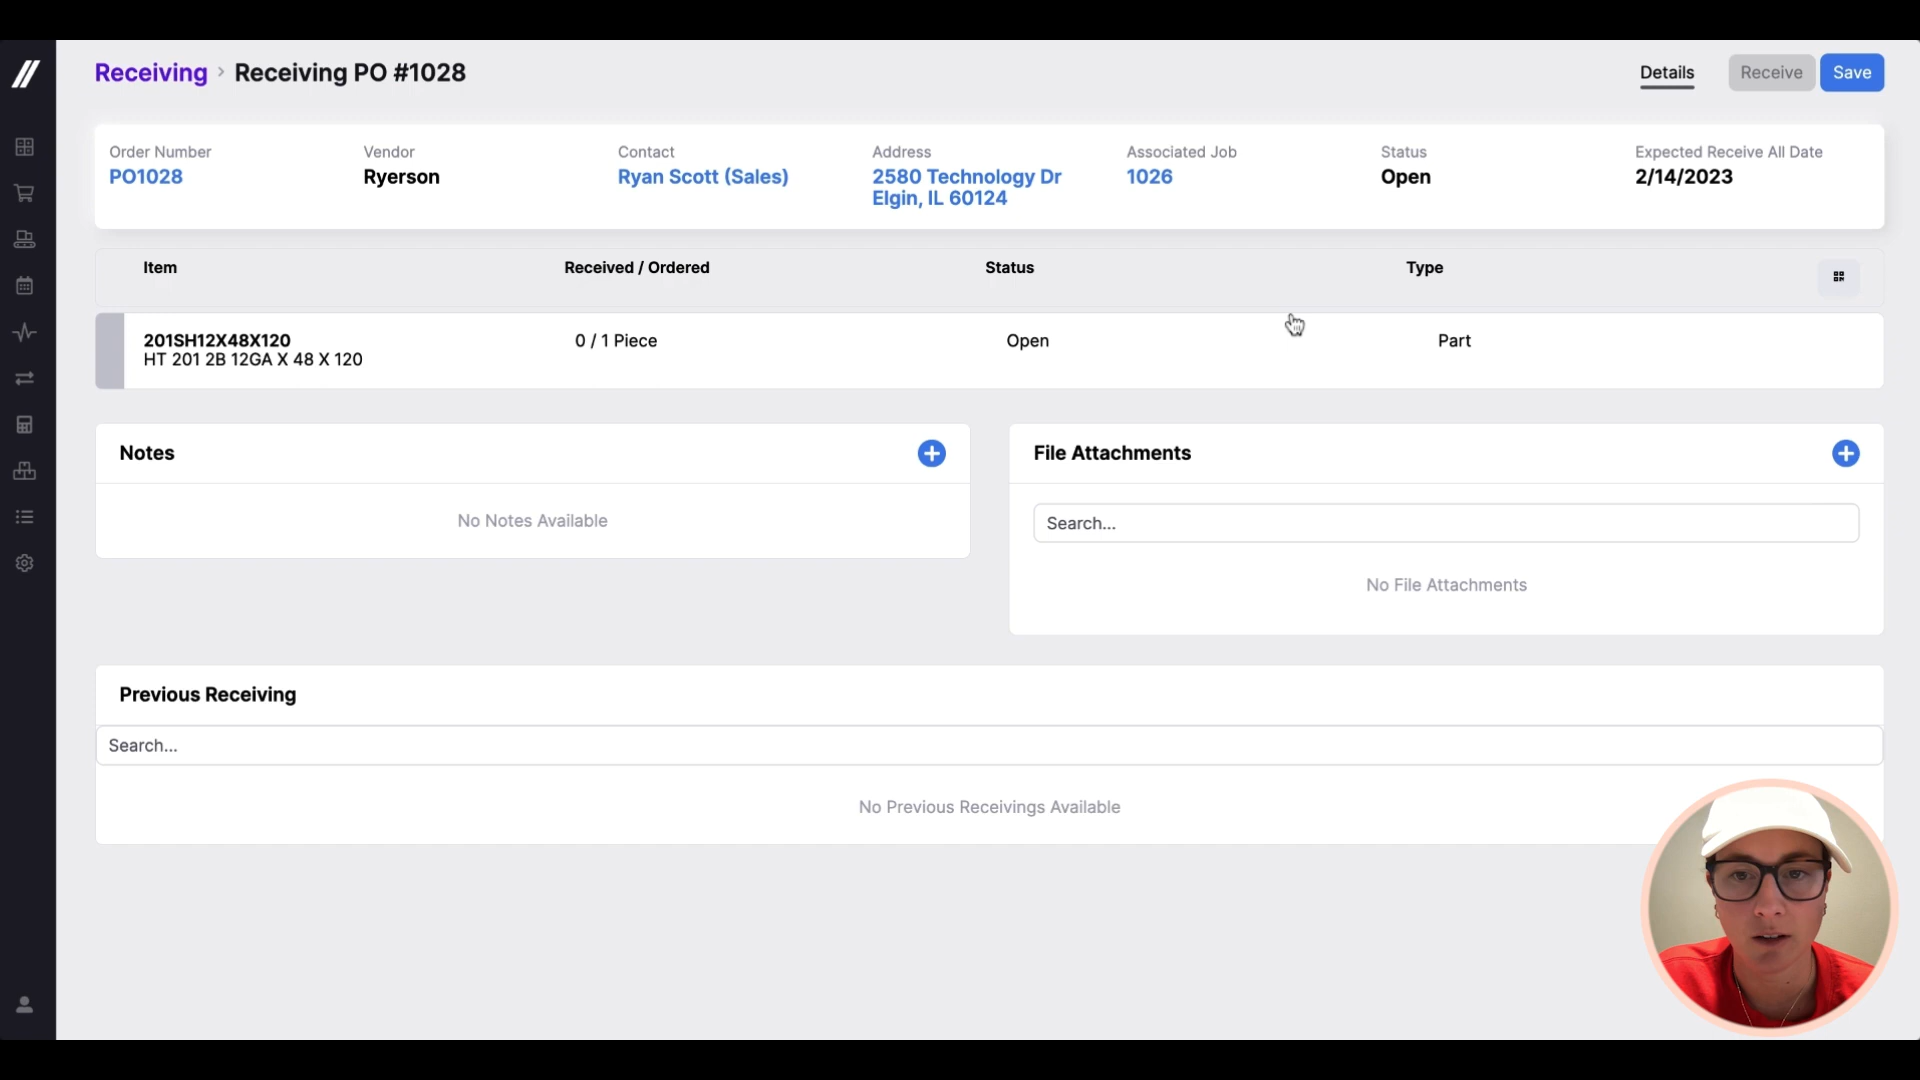 Receiving › Receiving PO #1028
Details
Receive
Save
Order Number
PO1028
Vendor
Ryerson
Contact
Ryan Scott (Sales)
Address
2580 Technology Dr
Elgin, IL 60124
Associated Job
1026
Status
Open
Expected Receive All Date
2/14/2023
Item Received / Ordered Status Type
201SH12X48X120 0 / 1 Piece Open Part
HT 201 2B 12GA X 48 X 120
Notes
No Notes Available
File Attachments
Search...
No File Attachments
Previous Receiving
Search...
No Previous Receivings Available